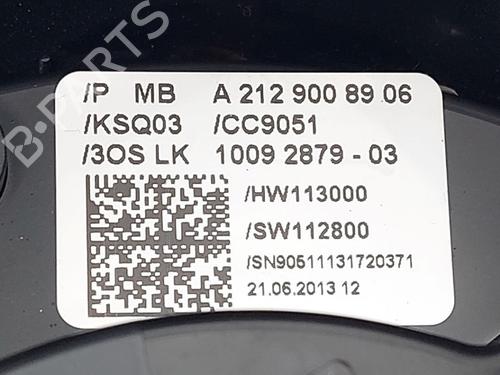 /P MB A 212 900 89 06
/KSQ03 /CC9051
/3OS LK 1009 2879 - 03
/HW113000
/SW112800
/SN90511131720371
21.06.2013 12
B-PARTS